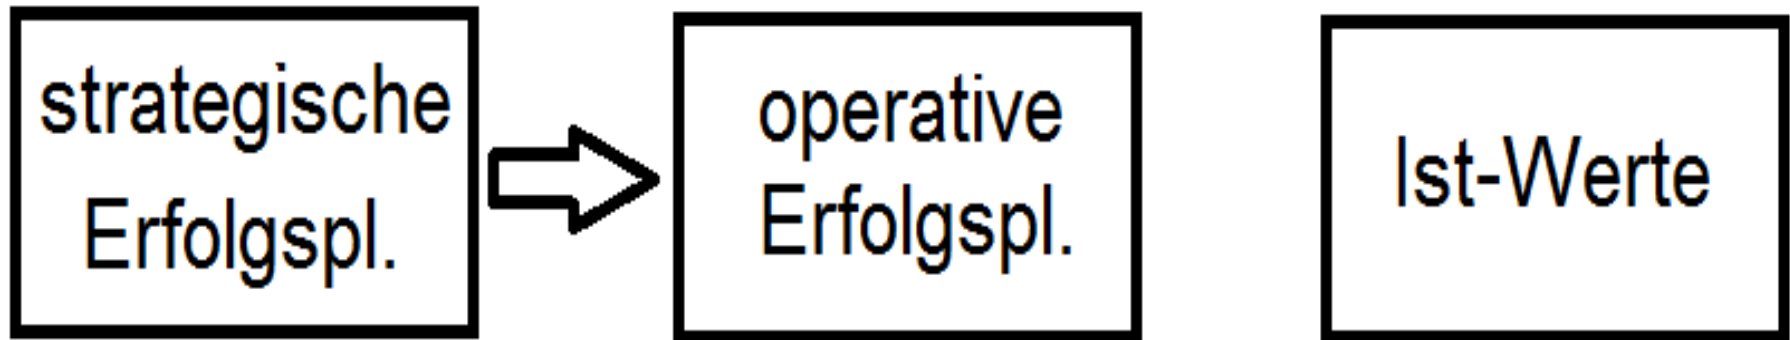 strategische
Erfolgspl.
operative
Erfolgspl.
Ist-Werte